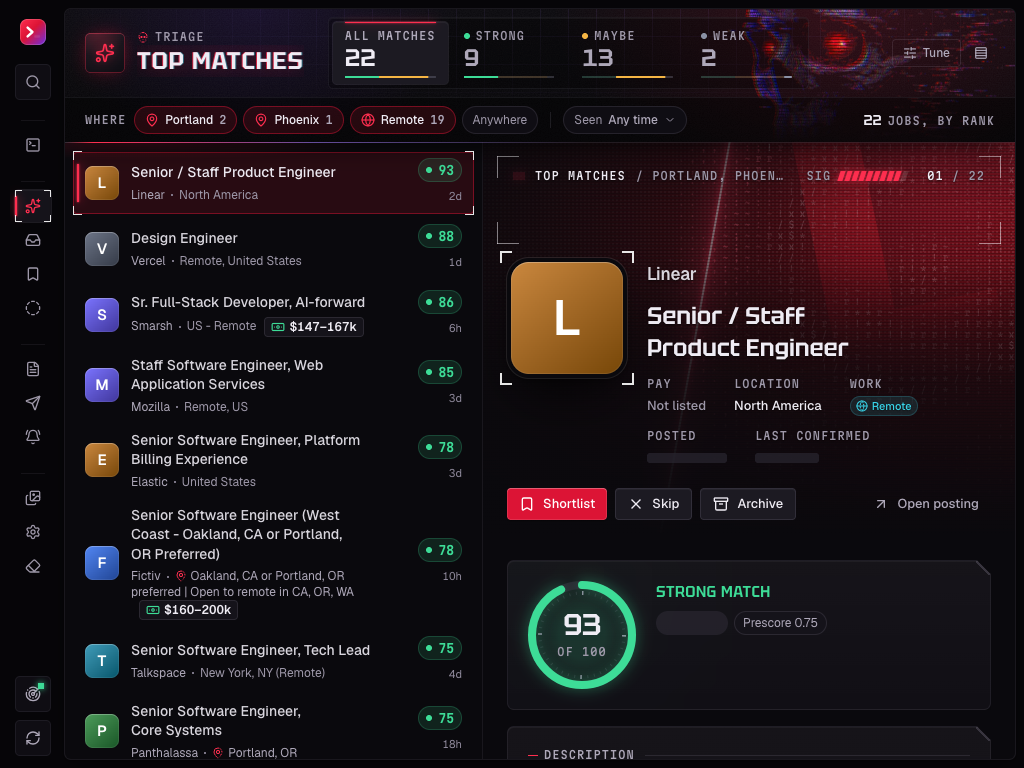 TRIAGE
TOP MATCHES
ALL MATCHES
22
STRONG
9
MAYBE
13
WEAK
2
Tune
WHERE
Portland 2
Phoenix 1
Remote 19
Anywhere
Seen Any time
22 JOBS, BY RANK
L
Senior / Staff Product Engineer
Linear · North America
93
2d
V
Design Engineer
Vercel · Remote, United States
88
1d
S
Sr. Full-Stack Developer, AI-forward
Smarsh · US - Remote $147–167k
86
6h
M
Staff Software Engineer, Web
Application Services
Mozilla · Remote, US
85
3d
E
Senior Software Engineer, Platform
Billing Experience
Elastic · United States
78
3d
F
Senior Software Engineer (West
Coast - Oakland, CA or Portland,
OR Preferred)
Fictiv · Oakland, CA or Portland, OR
preferred | Open to remote in CA, OR, WA
$160–200k
78
10h
T
Senior Software Engineer, Tech Lead
Talkspace · New York, NY (Remote)
75
4d
P
Senior Software Engineer,
Core Systems
Panthalassa · Portland, OR
75
18h
TOP MATCHES / PORTLAND, PHOEN…
SIG
01 / 22
L
Linear
Senior / Staff
Product Engineer
PAY
Not listed
LOCATION
North America
WORK
Remote
POSTED
LAST CONFIRMED
Shortlist
Skip
Archive
Open posting
93
OF 100
STRONG MATCH
Prescore 0.75
DESCRIPTION